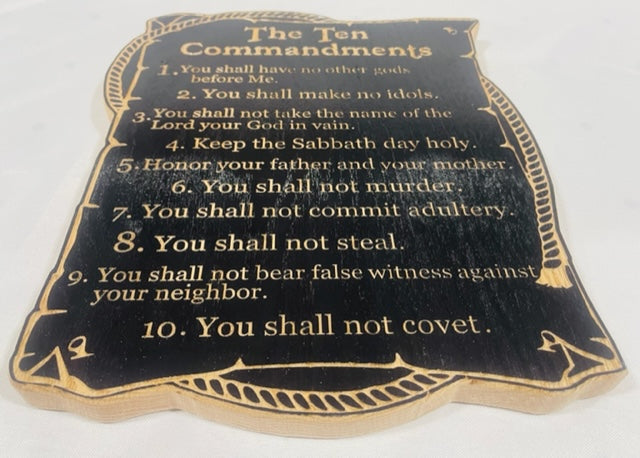 The Ten
Commandments
1. You shall have no other gods
before Me.
2. You shall make no idols.
3. You shall not take the name of the
Lord your God in vain.
4. Keep the Sabbath day holy.
5. Honor your father and your mother.
6. You shall not murder.
7. You shall not commit adultery.
8. You shall not steal.
9. You shall not bear false witness against
your neighbor.
10. You shall not covet.